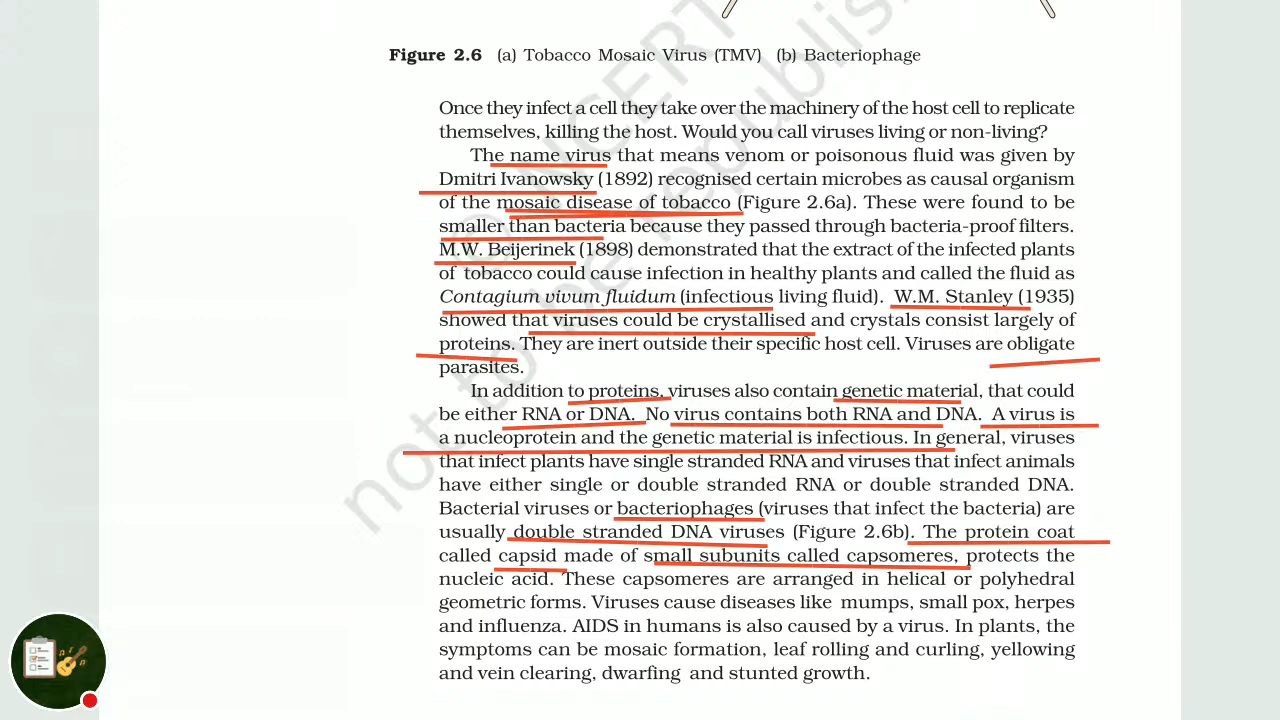 Figure 2.6 (a) Tobacco Mosaic Virus (TMV) (b) Bacteriophage
Once they infect a cell they take over the machinery of the host cell to replicate
themselves, killing the host. Would you call viruses living or non-living?
The name virus that means venom or poisonous fluid was given by
Dmitri Ivanowsky (1892) recognised certain microbes as causal organism
of the mosaic disease of tobacco (Figure 2.6a). These were found to be
smaller than bacteria because they passed through bacteria-proof filters.
M.W. Beijerinek (1898) demonstrated that the extract of the infected plants
of tobacco could cause infection in healthy plants and called the fluid as
Contagium vivum fluidum (infectious living fluid). W.M. Stanley (1935)
showed that viruses could be crystallised and crystals consist largely of
proteins. They are inert outside their specific host cell. Viruses are obligate
parasites.
In addition to proteins, viruses also contain genetic material, that could
be either RNA or DNA. No virus contains both RNA and DNA. A virus is
a nucleoprotein and the genetic material is infectious. In general, viruses
that infect plants have single stranded RNA and viruses that infect animals
have either single or double stranded RNA or double stranded DNA.
Bacterial viruses or bacteriophages (viruses that infect the bacteria) are
usually double stranded DNA viruses (Figure 2.6b). The protein coat
called capsid made of small subunits called capsomeres, protects the
nucleic acid. These capsomeres are arranged in helical or polyhedral
geometric forms. Viruses cause diseases like mumps, small pox, herpes
and influenza. AIDS in humans is also caused by a virus. In plants, the
symptoms can be mosaic formation, leaf rolling and curling, yellowing
and vein clearing, dwarfing and stunted growth.
© NCERT
not to be republis